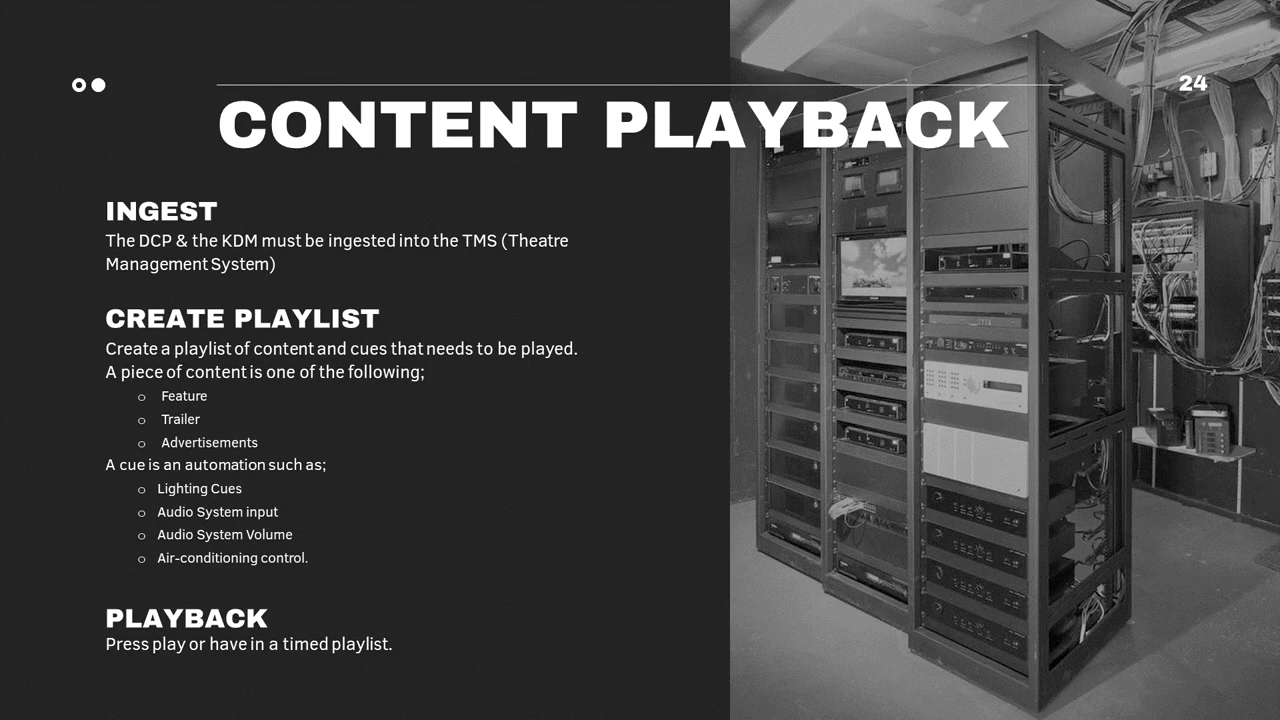 24
CONTENT PLAYBACK
INGEST
The DCP & the KDM must be ingested into the TMS (Theatre
Management System)
CREATE PLAYLIST
Create a playlist of content and cues that needs to be played.
A piece of content is one of the following;
o Feature
o Trailer
o Advertisements
A cue is an automation such as;
o Lighting Cues
o Audio System input
o Audio System Volume
o Air-conditioning control.
PLAYBACK
Press play or have in a timed playlist.